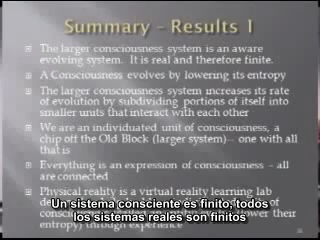 Summary – Results 1
The larger consciousness system is an aware
evolving system. It is real and therefore finite.
A Consciousness evolves by lowering its entropy
The larger consciousness system increases its rate
of evolution by subdividing portions of itself into
smaller units that interact with each other
We are an individuated unit of consciousness, a
chip off the Old Block (larger system)-- one with all
that is
Everything is an expression of consciousness – all
are connected
Physical reality is a virtual reality learning lab
Un sistema consciente es finito, todos
los sistemas reales son finitos
entropy) through experience